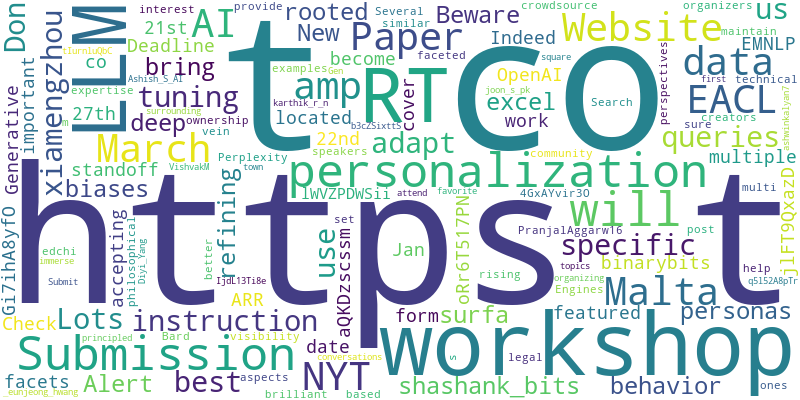 https
t
co
t
RT
LLM
workshop
personalization
Website
Submission
Paper
will
AI
data
EACL
Malta
March
NYT
amp
tuning
instruction
specific
queries
adapt
surfa
shashank_bits
behavior
personas
binarybits
featured
multiple
EMNLP
us
Don
xiamengzhou
biases
bring
deep
refining
use
best
Alert
Lots
facets
Check
date
form
Jan
aQKDzscssm
oRr6T517PN
lWVZPDWSii
Gi7ihA8yfO
jlFT9QxazD
4GxAYvir3O
PranjalAggarw16
IjdL13Ti8e
q5152A8pTr
b3cZSixttS
tIurnluQbC
Ashish_S_AI
karthik_r_n
joon_s_pk
ashwinkalyan7
VishvakM
Diyi_Yang
_eunjeong_hwang
edchi
immerse
Submit
accepting
philosophical
principled
Bard
ARR
visibility
conversations
aspects
brilliant
based
set
attend
favorite
legal
s
rising
topics
organizing
Engines
post
help
ones
multi
sure
technical
first
creators
maintain
organizers
crowdsource
similar
Several
faceted
provide
interest
Deadline
21st
27th
22nd
co
rooted
New
Beware
Indeed
OpenAI
excel
work
cover
become
located
examples
Gen
ownership
surrounding
expertise
m
standoff
Perplexity
speakers
town
better
community
square
Search
perspectives
Generative
important